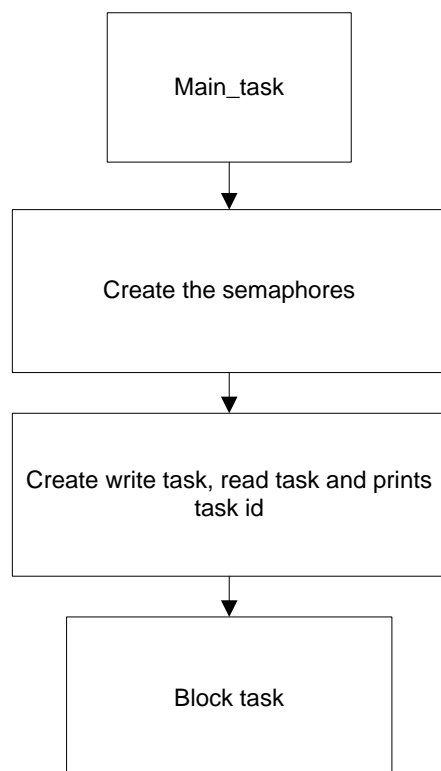 Main_task
Create the semaphores
Create write task, read task and prints
task id
Block task